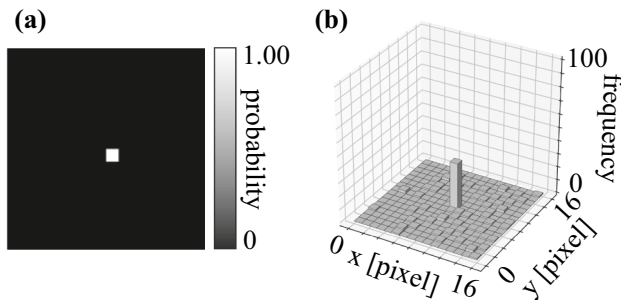 (a)
1.00
probability
0
(b)
100
frequency
0
16
y [pixel]
0
0
x [pixel]
16